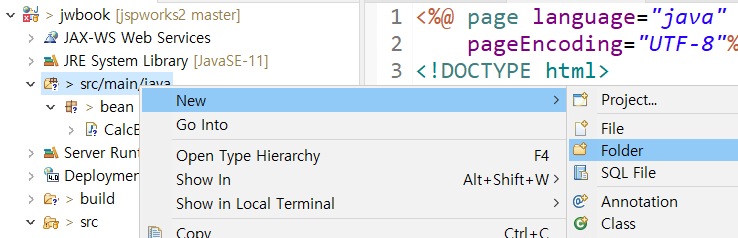 > jwbook [jspworks2 master]
JAX-WS Web Services
JRE System Library [JavaSE-11]
> src/main/java
> bean
> CalcB
Server Runt
Deploymen
> build
> src
New
Go Into
Open Type Hierarchy F4
Show In Alt+Shift+W >
Show in Local Terminal
Copy Ctrl+C
Project...
File
Folder
SQL File
Annotation
Class
1 <%@ page language="java"
2 pageEncoding="UTF-8"%
3 <!DOCTYPE html>